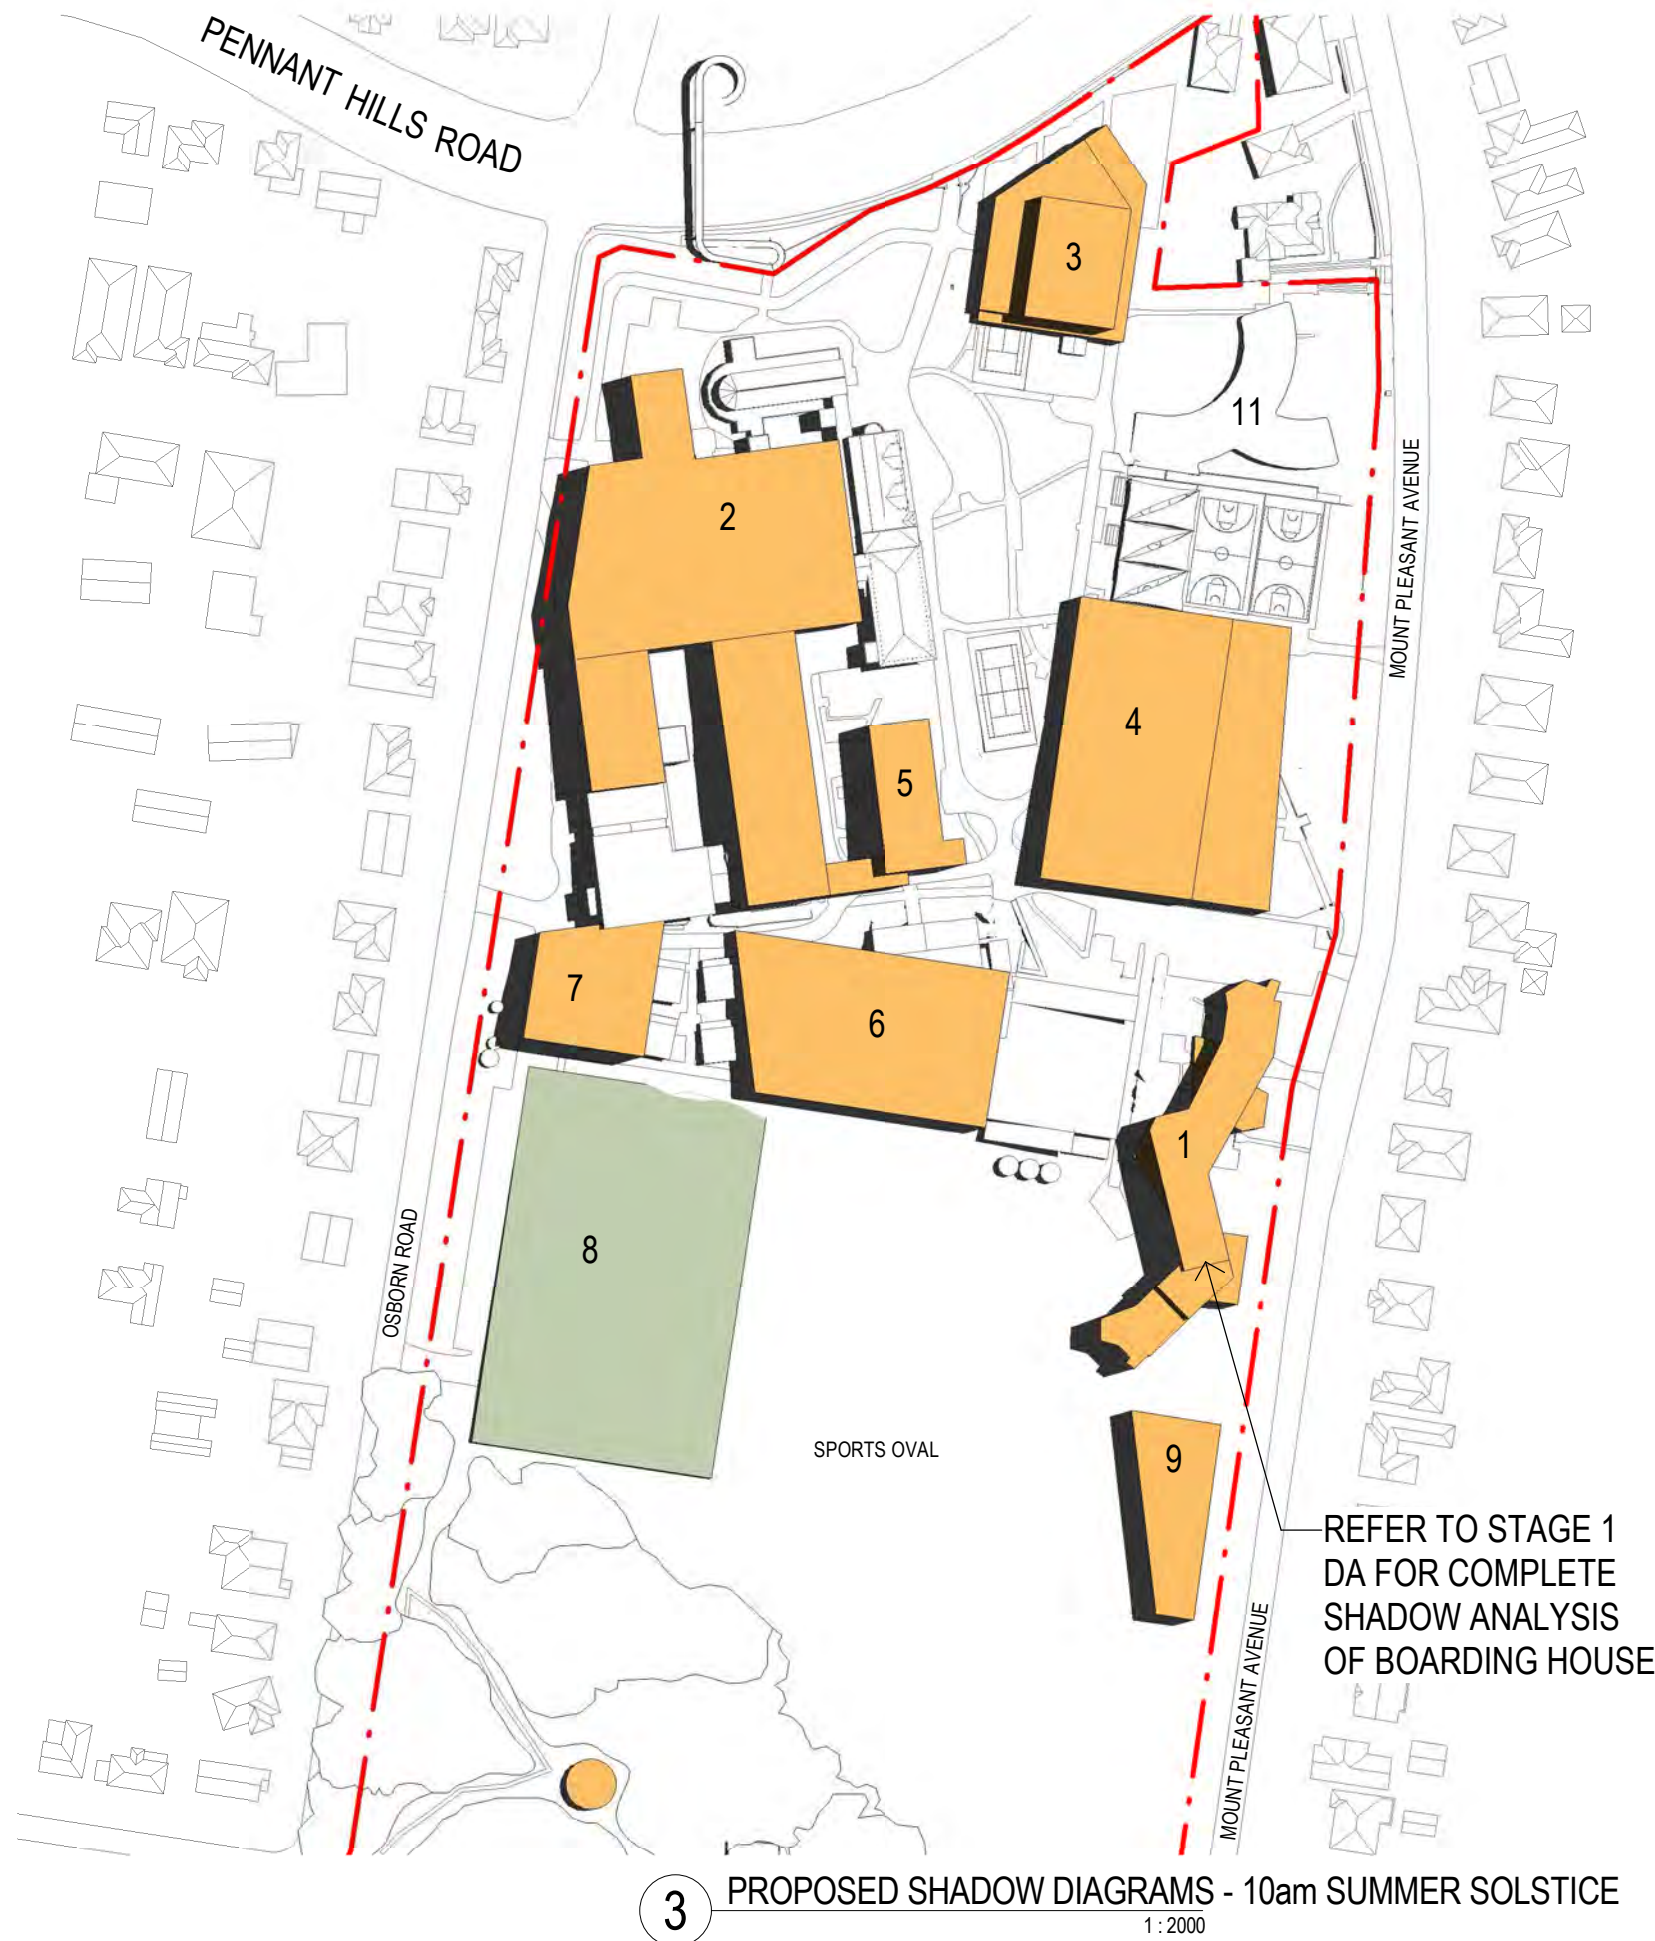 PENNANT HILLS ROAD
3
11
2
MOUNT PLEASANT AVENUE
4
5
7
6
1
8
OSBORN ROAD
SPORTS OVAL
9
REFER TO STAGE 1
DA FOR COMPLETE
SHADOW ANALYSIS
OF BOARDING HOUSE
MOUNT PLEASANT AVENUE
3
PROPOSED SHADOW DIAGRAMS - 10am SUMMER SOLSTICE
1 : 2000